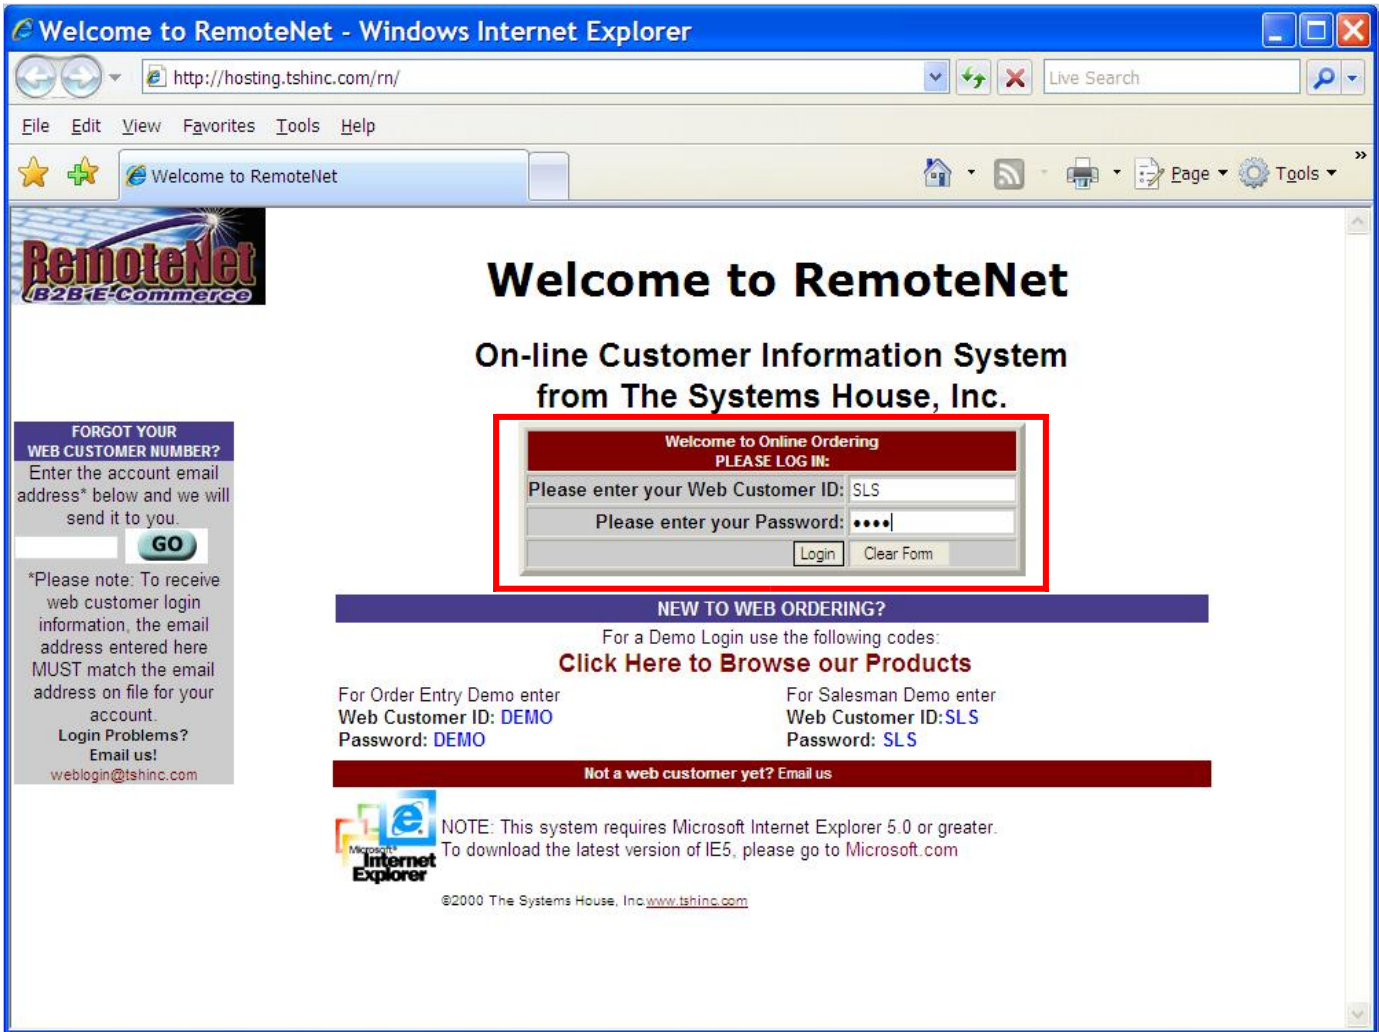 Welcome to RemoteNet - Windows Internet Explorer
http://hosting.tshinc.com/rn/
Live Search
File Edit View Favorites Tools Help
Welcome to RemoteNet
Page Tools »
RemoteNet
B2B E-Commerce
Welcome to RemoteNet
On-line Customer Information System
from The Systems House, Inc.
FORGOT YOUR
WEB CUSTOMER NUMBER?
Enter the account email
address* below and we will
send it to you.
GO
*Please note: To receive
web customer login
information, the email
address entered here
MUST match the email
address on file for your
account.
Login Problems?
Email us!
weblogin@tshinc.com
Welcome to Online Ordering
PLEASE LOG IN:
Please enter your Web Customer ID: SLS
Please enter your Password: ••••
Login Clear Form
NEW TO WEB ORDERING?
For a Demo Login use the following codes:
Click Here to Browse our Products
For Order Entry Demo enter
Web Customer ID: DEMO
Password: DEMO
For Salesman Demo enter
Web Customer ID:SLS
Password: SLS
Not a web customer yet? Email us
Microsoft
Internet
Explorer
NOTE: This system requires Microsoft Internet Explorer 5.0 or greater.
To download the latest version of IE5, please go to Microsoft.com
©2000 The Systems House, Inc.www.tshinc.com